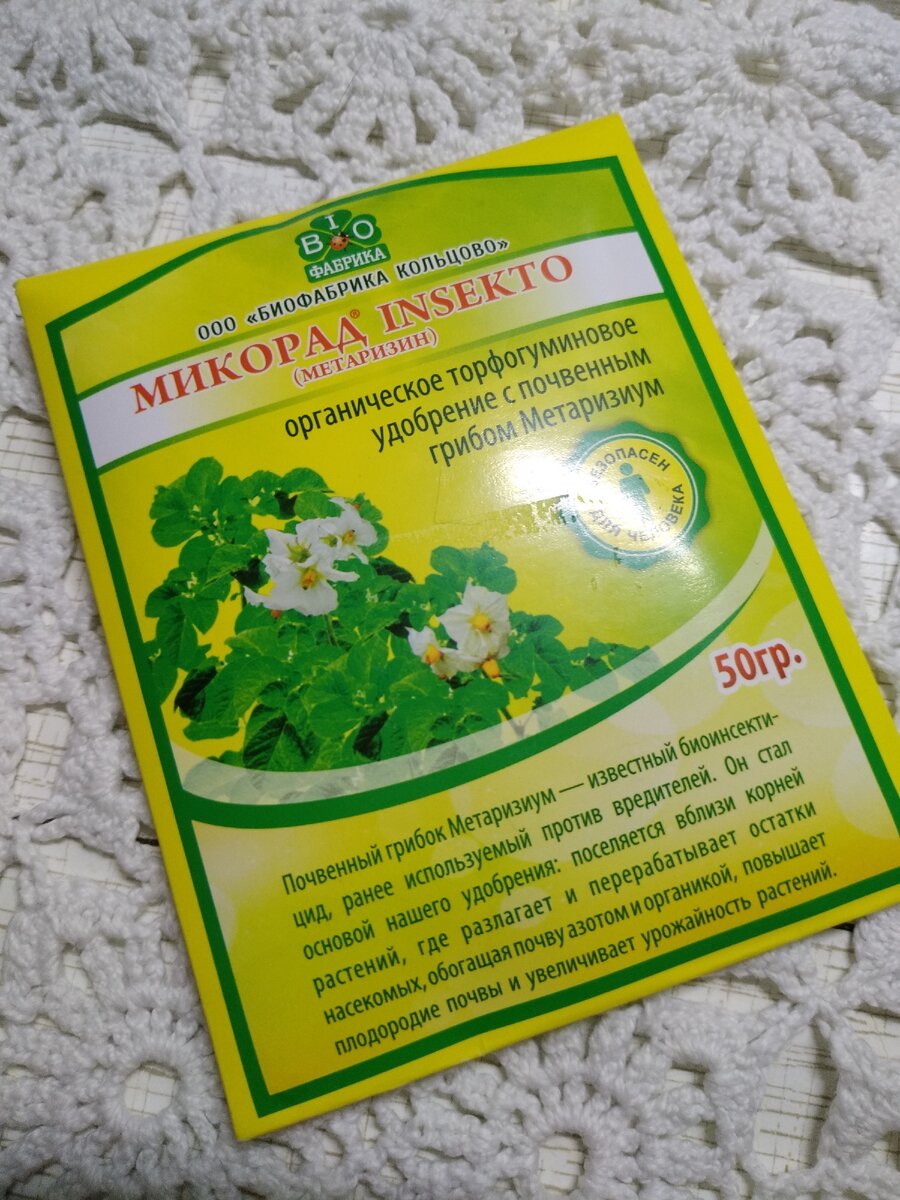 BIO
ФАБРИКА
ООО «БИОФАБРИКА КОЛЬЦОВО»
МИКОРАД® INSEKTO
(МЕТАРИЗИН)
органическое торфогуминовое
удобрение с почвенным
грибом Метаризиум
БЕЗОПАСЕН
ДЛЯ ЧЕЛОВЕКА
50гр.
Почвенный грибок Метаризиум — известный биоинсекти-
цид, ранее используемый против вредителей. Он стал
основой нашего удобрения: поселяется вблизи корней
растений, где разлагает и перерабатывает остатки
насекомых, обогащая почву азотом и органикой, повышает
плодородие почвы и увеличивает урожайность растений.